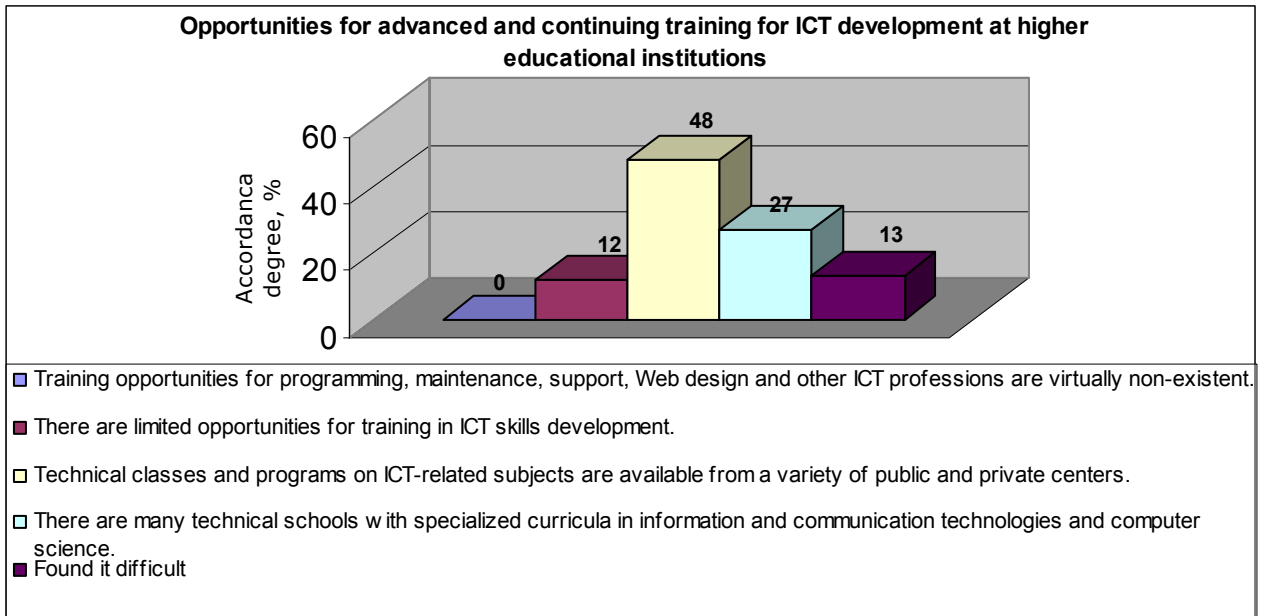 Opportunities for advanced and continuing training for ICT development at higher
educational institutions
Accordanca
degree, %
60
40
20
0
0
12
48
27
13
Training opportunities for programming, maintenance, support, Web design and other ICT professions are virtually non-existent.
There are limited opportunities for training in ICT skills development.
Technical classes and programs on ICT-related subjects are available from a variety of public and private centers.
There are many technical schools with specialized curricula in information and communication technologies and computer
science.
Found it difficult